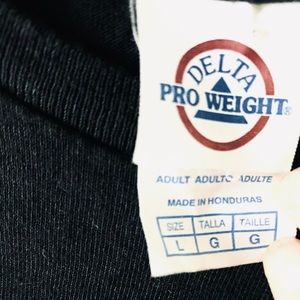 DELTA
PRO WEIGHT®
ADULT ADULTO ADULTE
MADE IN HONDURAS
SIZE TALLA TAILLE
L G G